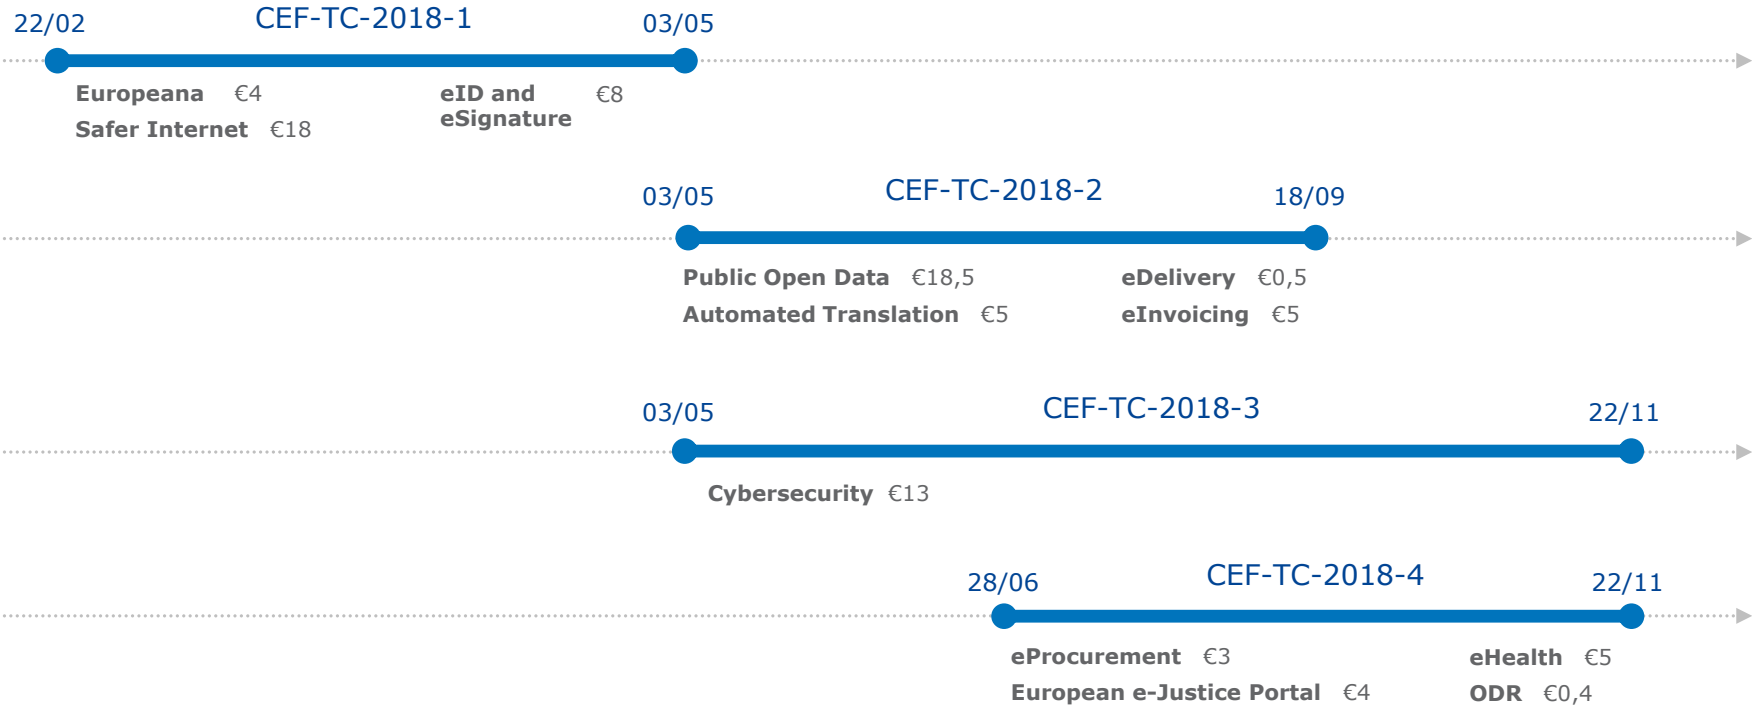 22/02 CEF-TC-2018-1 03/05
Europeana €4 eID and €8
eSignature
Safer Internet €18
03/05 CEF-TC-2018-2 18/09
Public Open Data €18,5 eDelivery €0,5
Automated Translation €5 eInvoicing €5
03/05 CEF-TC-2018-3 22/11
Cybersecurity €13
28/06 CEF-TC-2018-4 22/11
eProcurement €3 eHealth €5
European e-Justice Portal €4 ODR €0,4